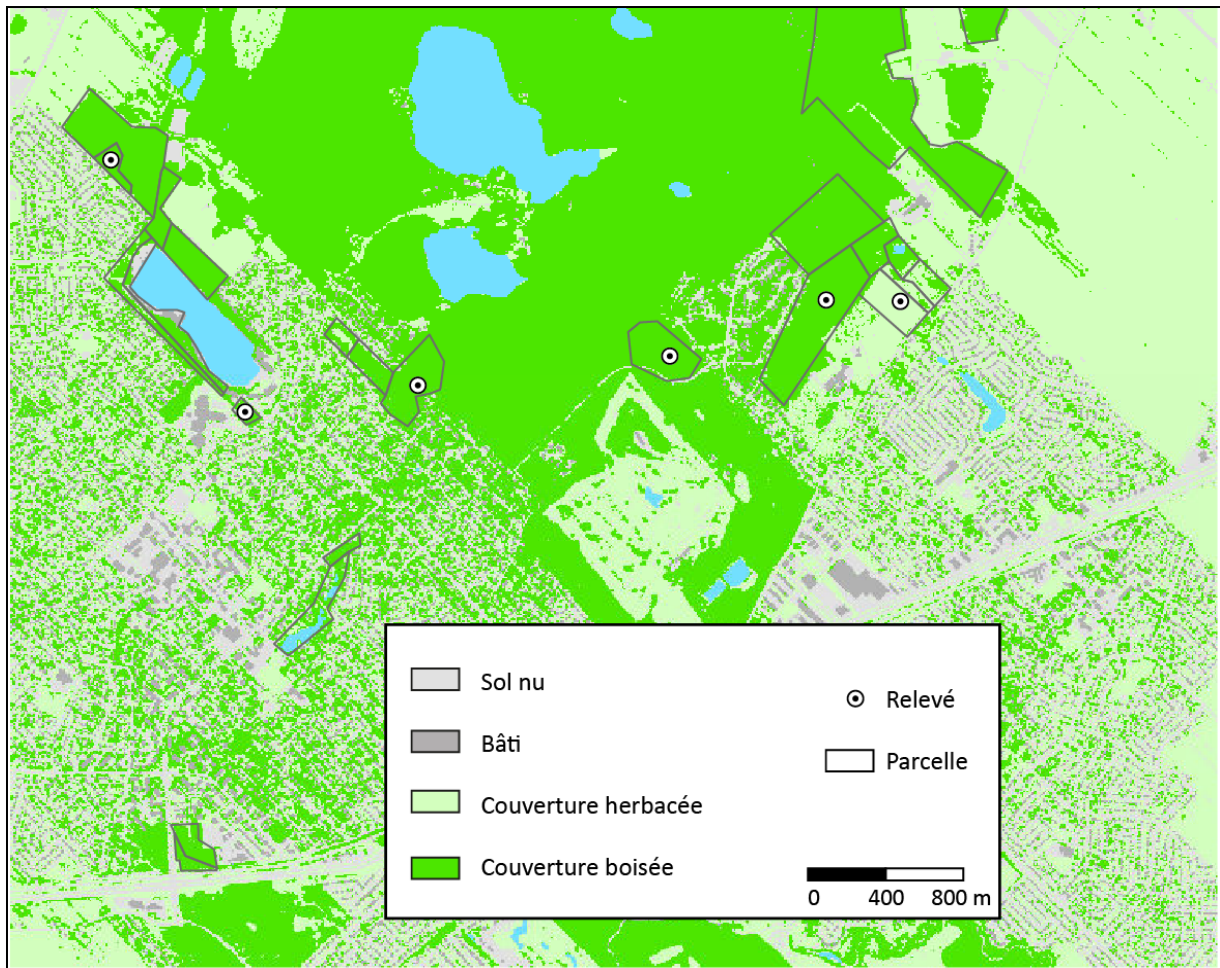 Sol nu
Bâti
Couverture herbacée
Couverture boisée
Relevé
Parcelle
0 400 800 m